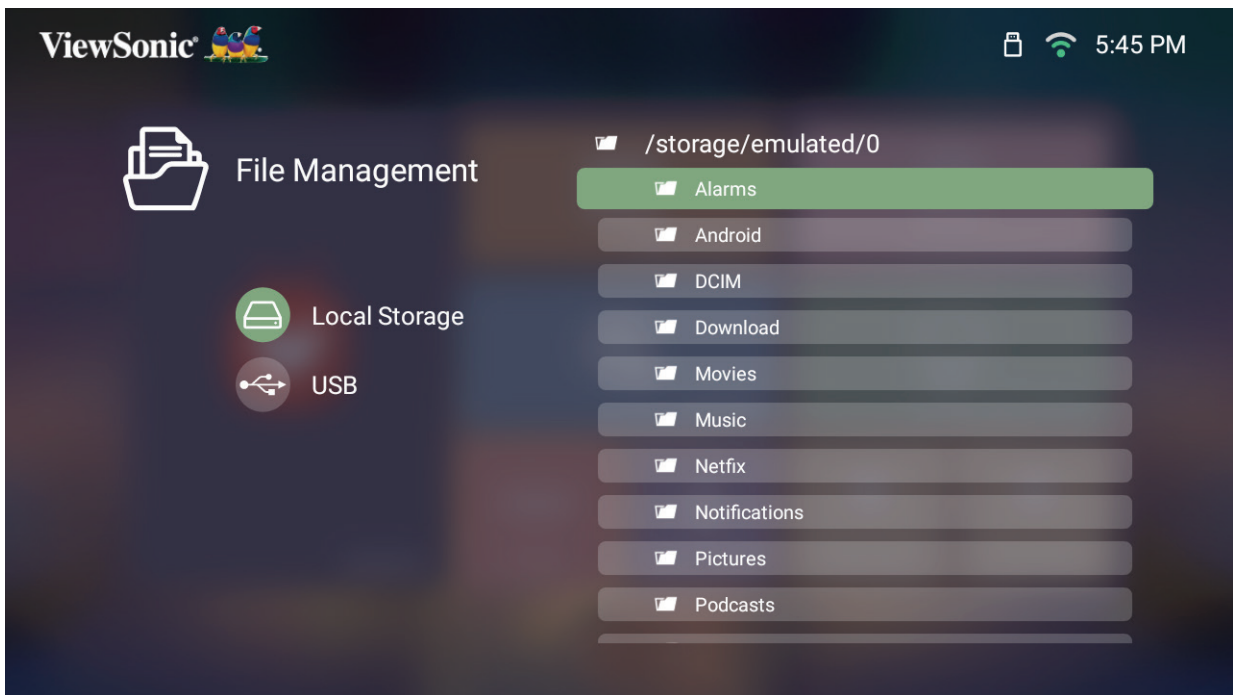 ViewSonic®
5:45 PM
File Management
Local Storage
USB
/storage/emulated/0
Alarms
Android
DCIM
Download
Movies
Music
Netfix
Notifications
Pictures
Podcasts